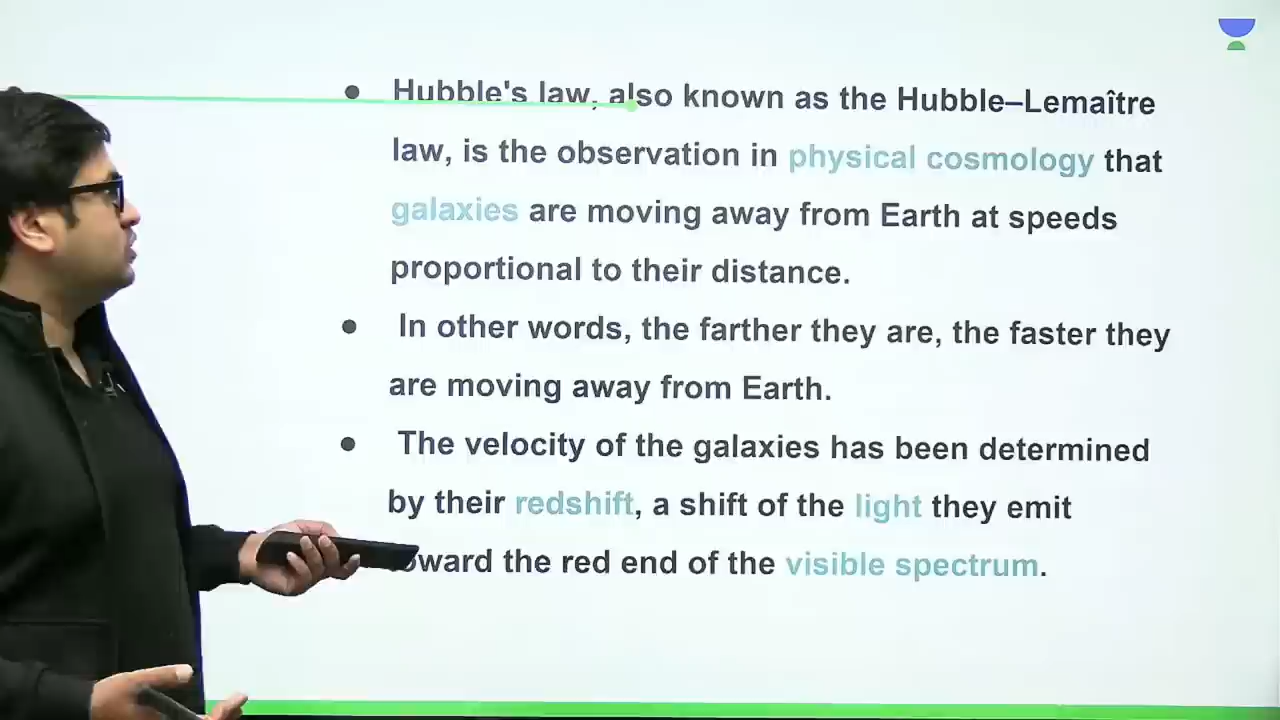 • Hubble's law, also known as the Hubble–Lemaître
law, is the observation in physical cosmology that
galaxies are moving away from Earth at speeds
proportional to their distance.
• In other words, the farther they are, the faster they
are moving away from Earth.
• The velocity of the galaxies has been determined
by their redshift, a shift of the light they emit
toward the red end of the visible spectrum.